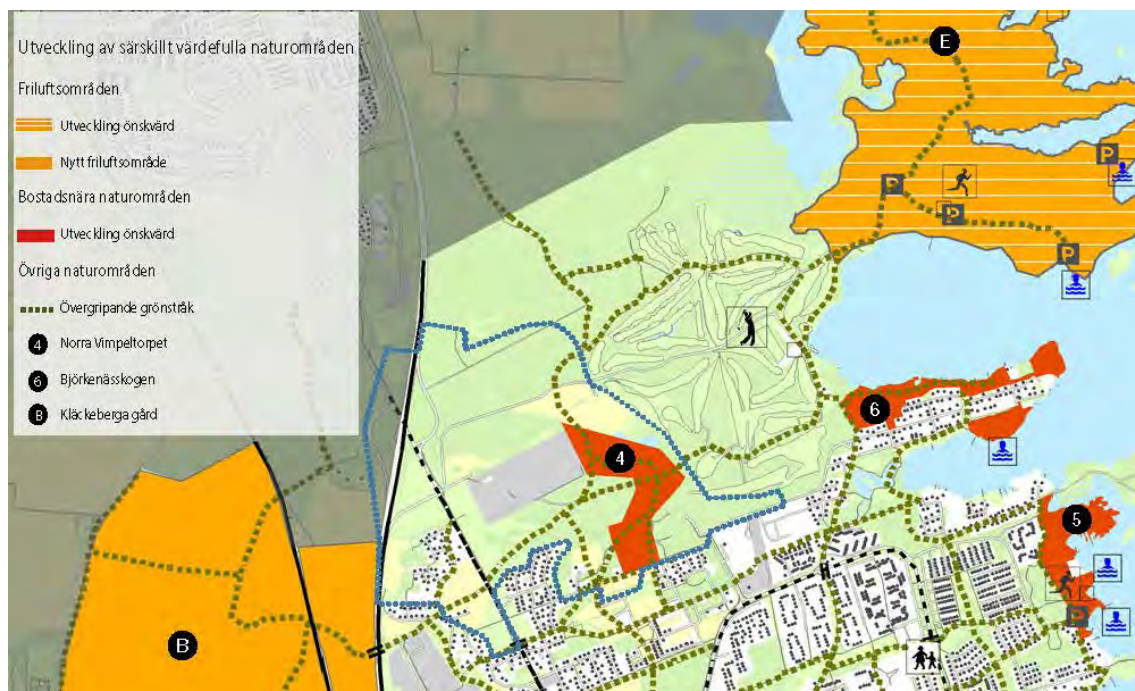 Utveckling av särskilt värdefulla naturområden
Friluftsområden
Utveckling önskvärd
Nytt friluftsområde
Bostadsnära naturområden
Utveckling önskvärd
Övriga naturområden
Övergripande grönstråk
4 Norra Vimpeltorpet
6 Björkenässkogen
B Kläckeberga gård
E
P
P
P
P
6
4
5
P
B